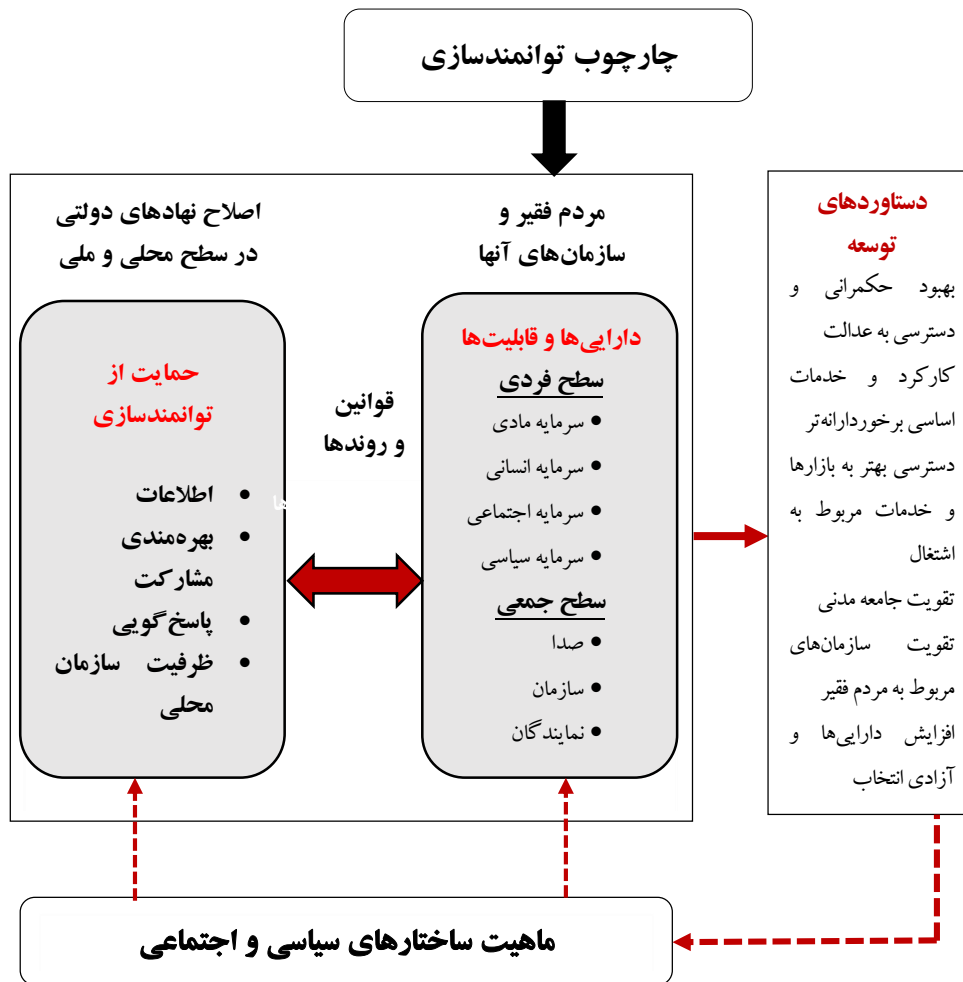 چارچوب توانمندسازی
مردم فقیر و
سازمان‌های آنها
دارایی‌ها و قابلیت‌ها
سطح فردی
• سرمایه مادی
• سرمایه انسانی
• سرمایه اجتماعی
• سرمایه سیاسی
سطح جمعی
• صدا
• سازمان
• نمایندگان
قوانین
و روندها
ها
اصلاح نهادهای دولتی
در سطح محلی و ملی
حمایت از
توانمندسازی
• اطلاعات
• بهره‌مندی
مشارکت
• پاسخ‌گویی
• ظرفیت سازمان
محلی
دستاوردهای
توسعه
بهبود حکمرانی و
دسترسی به عدالت
کارکرد و خدمات
اساسی برخوردارانه‌تر
دسترسی بهتر به بازارها
و خدمات مربوط به
اشتغال
تقویت جامعه مدنی
تقویت سازمان‌های
مربوط به مردم فقیر
افزایش دارایی‌ها و
آزادی انتخاب
ماهیت ساختارهای سیاسی و اجتماعی